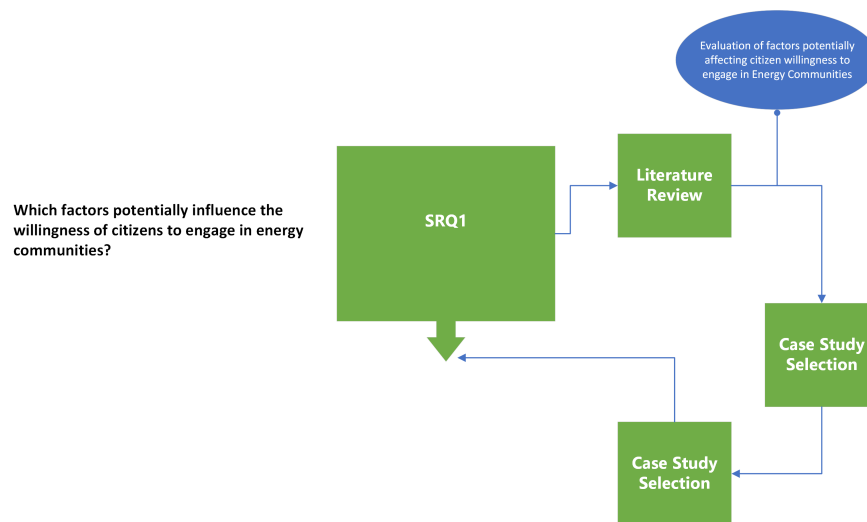 Evaluation of factors potentially
affecting citizen willingness to
engage in Energy Communities
Literature
Review
SRQ1
Which factors potentially influence the
willingness of citizens to engage in energy
communities?
Case Study
Selection
Case Study
Selection